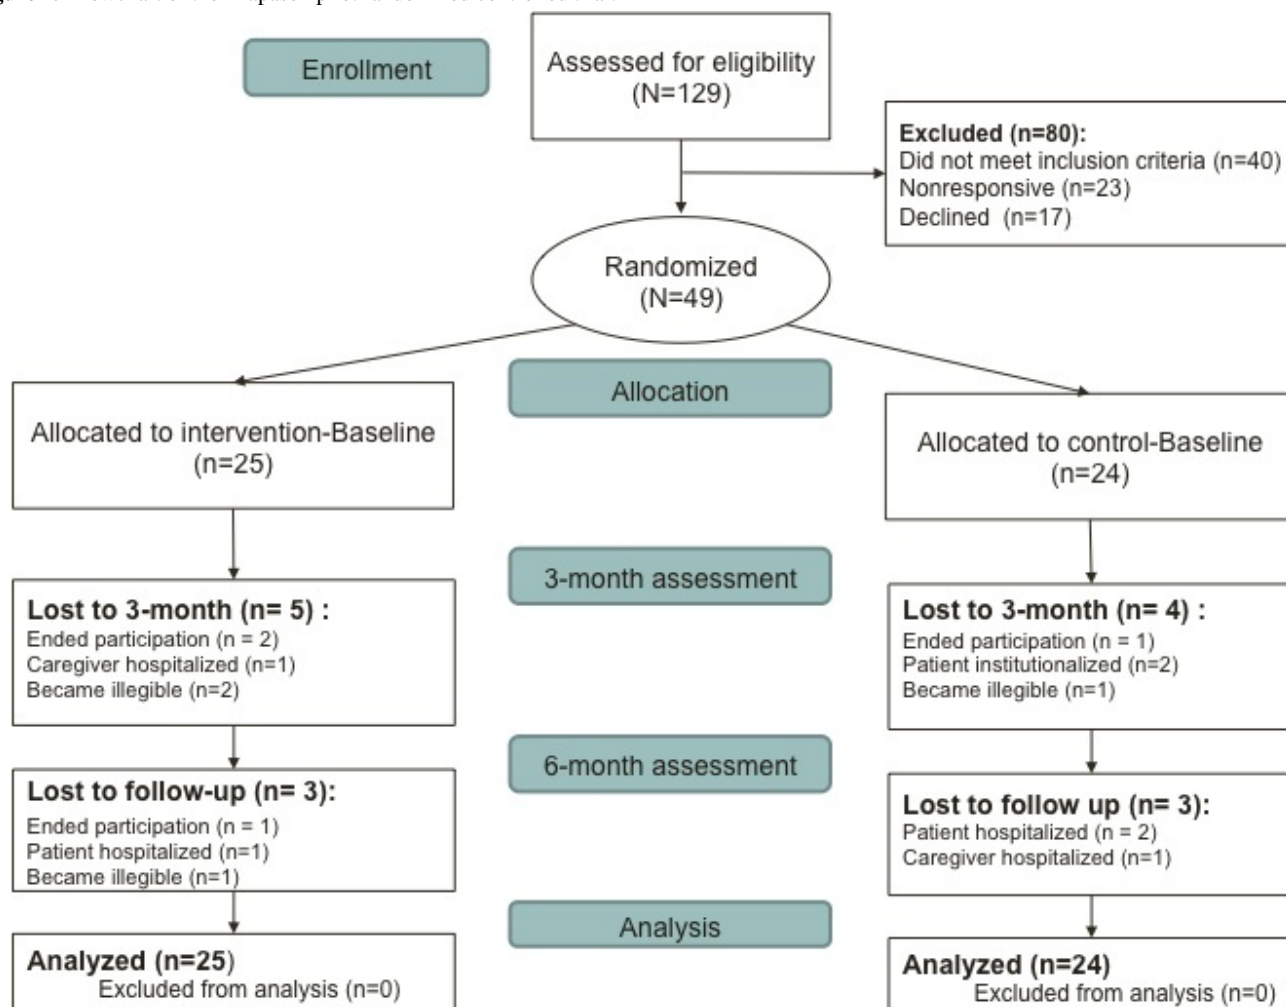 Enrollment
Assessed for eligibility
(N=129)
Excluded (n=80):
Did not meet inclusion criteria (n=40)
Nonresponsive (n=23)
Declined (n=17)
Randomized
(N=49)
Allocation
Allocated to intervention-Baseline
(n=25)
Allocated to control-Baseline
(n=24)
3-month assessment
Lost to 3-month (n= 5) :
Ended participation (n = 2)
Caregiver hospitalized (n=1)
Became illegible (n=2)
Lost to 3-month (n= 4) :
Ended participation (n = 1)
Patient institutionalized (n=2)
Became illegible (n=1)
6-month assessment
Lost to follow-up (n= 3):
Ended participation (n = 1)
Patient hospitalized (n=1)
Became illegible (n=1)
Lost to follow up (n= 3):
Patient hospitalized (n = 2)
Caregiver hospitalized (n=1)
Analysis
Analyzed (n=25)
Excluded from analysis (n=0)
Analyzed (n=24)
Excluded from analysis (n=0)